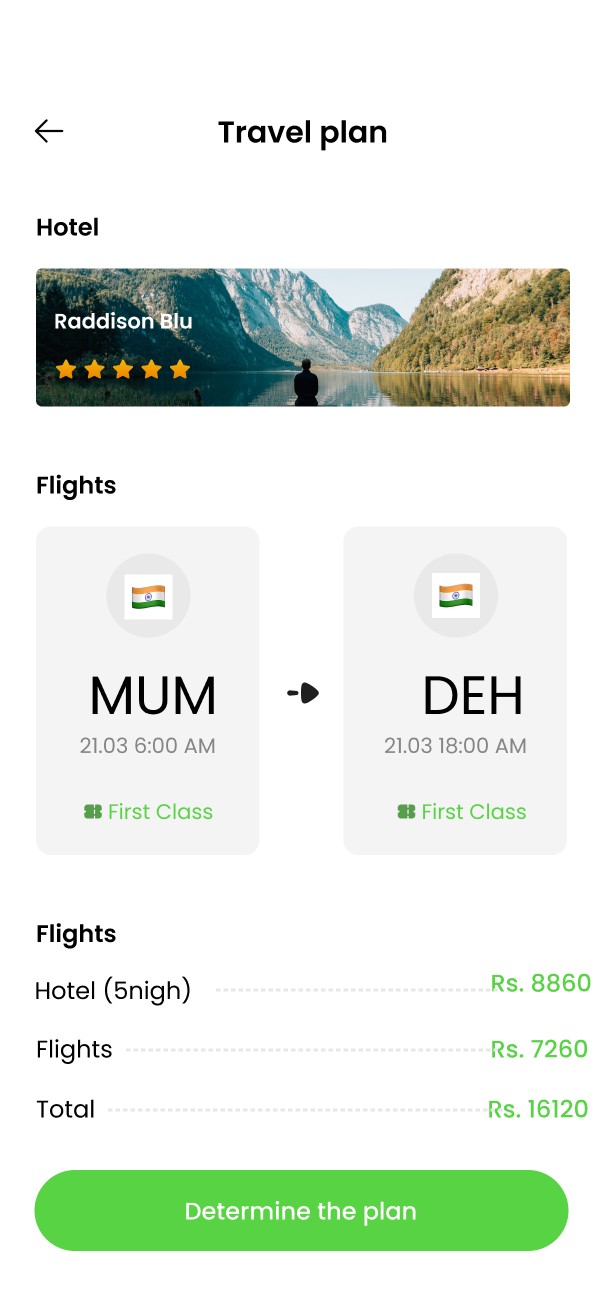 Travel plan
Hotel
Raddison Blu
Flights
MUM
21.03 6:00 AM
First Class
DEH
21.03 18:00 AM
First Class
Flights
Hotel (5nigh) Rs. 8860
Flights Rs. 7260
Total Rs. 16120
Determine the plan